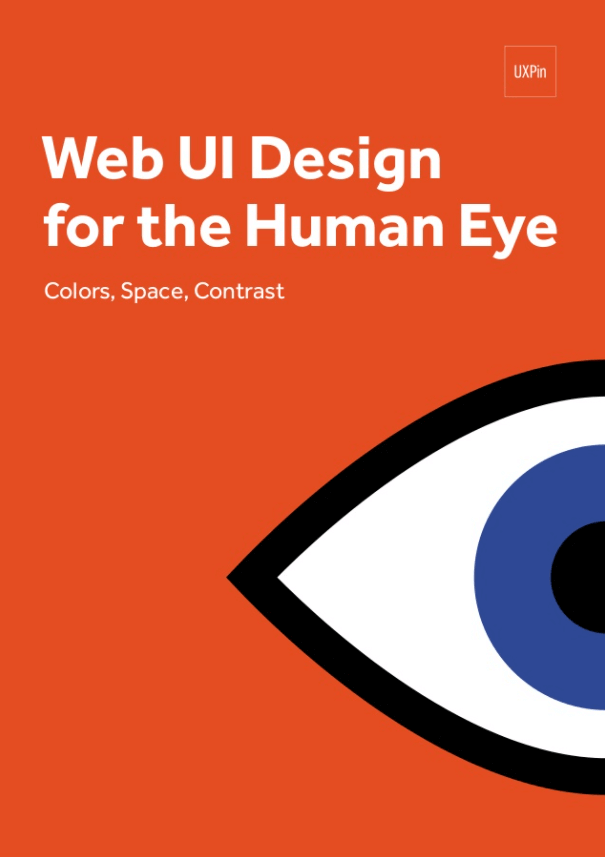 UXPin
Web UI Design
for the Human Eye
Colors, Space, Contrast